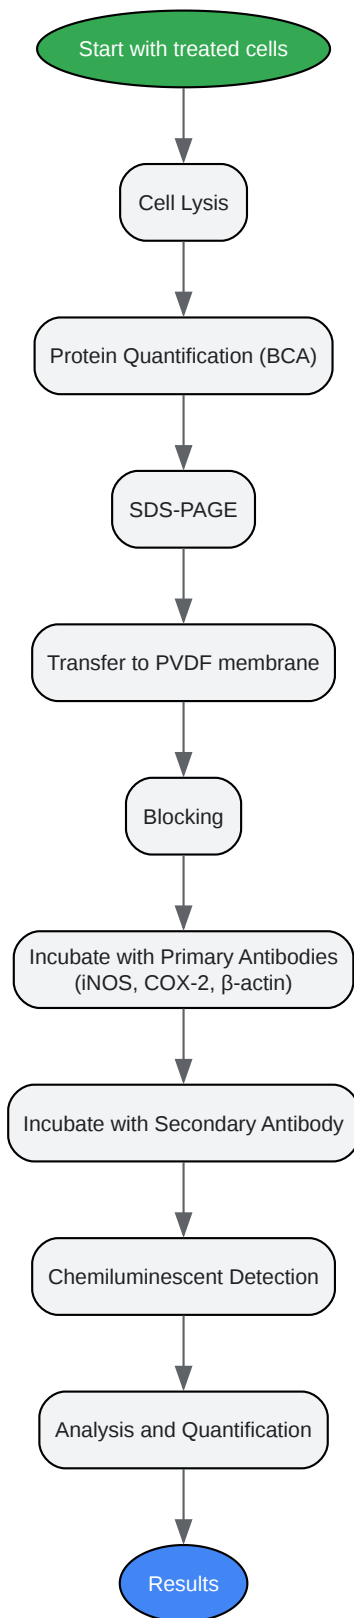 Start with treated cells
Cell Lysis
Protein Quantification (BCA)
SDS-PAGE
Transfer to PVDF membrane
Blocking
Incubate with Primary Antibodies
(iNOS, COX-2, β-actin)
Incubate with Secondary Antibody
Chemiluminescent Detection
Analysis and Quantification
Results